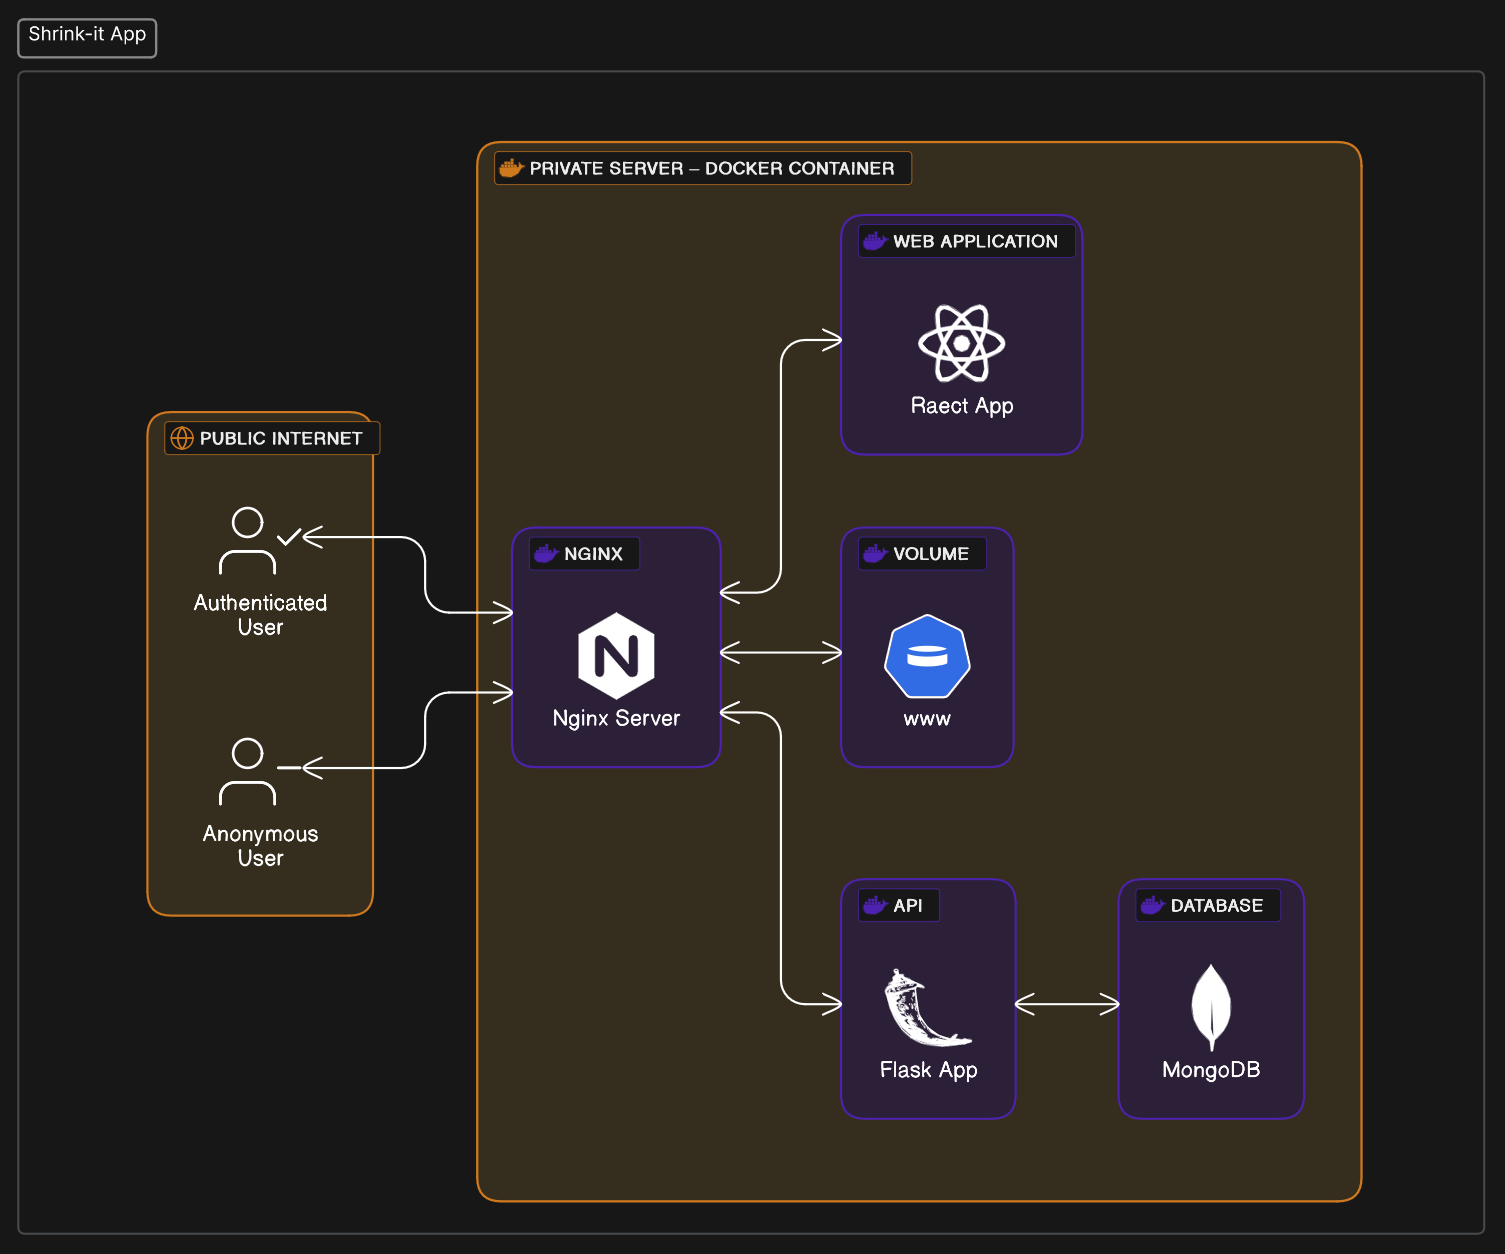 Shrink-it App
PRIVATE SERVER – DOCKER CONTAINER
WEB APPLICATION
Raect App
PUBLIC INTERNET
Authenticated
User
Anonymous
User
NGINX
Nginx Server
VOLUME
www
API
Flask App
DATABASE
MongoDB